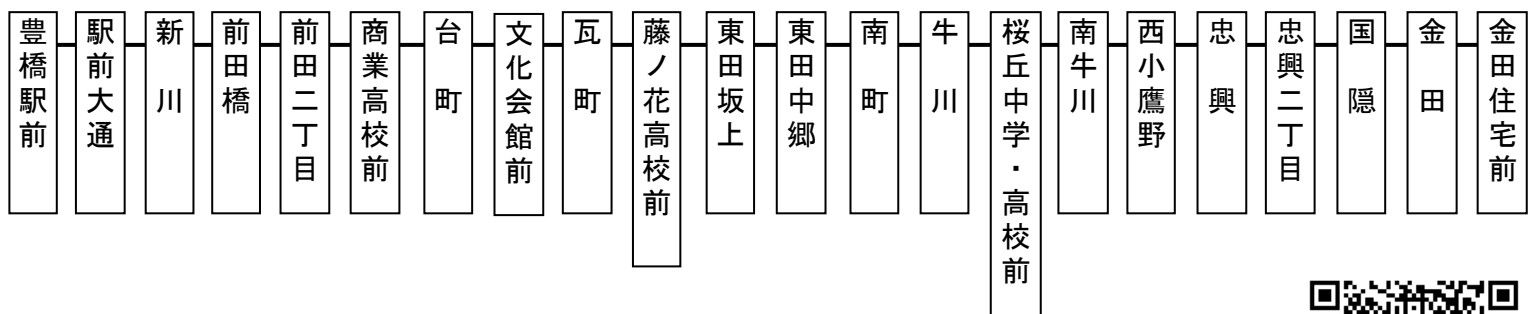 豊橋駅前
駅前大通
新川
前田橋
前田二丁目
商業高校前
台町
文化会館前
瓦町
藤ノ花高校前
東田坂上
東田中郷
南町
牛川
桜丘中学・高校前
南牛川
西小鷹野
忠興
忠興二丁目
国隠
金田
金田住宅前